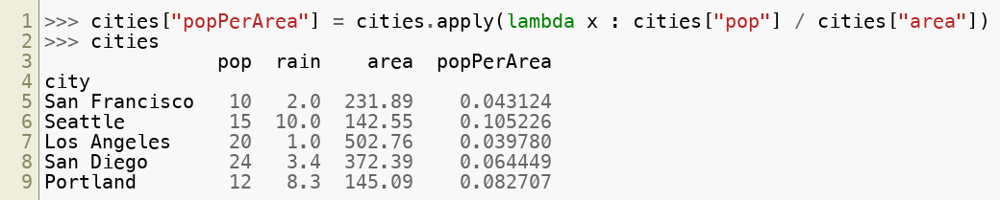 1 >>> cities["popPerArea"] = cities.apply(lambda x : cities["pop"] / cities["area"])
2 >>> cities
3                pop  rain    area  popPerArea
4 city
5 San Francisco   10   2.0  231.89    0.043124
6 Seattle         15  10.0  142.55    0.105226
7 Los Angeles     20   1.0  502.76    0.039780
8 San Diego       24   3.4  372.39    0.064449
9 Portland        12   8.3  145.09    0.082707